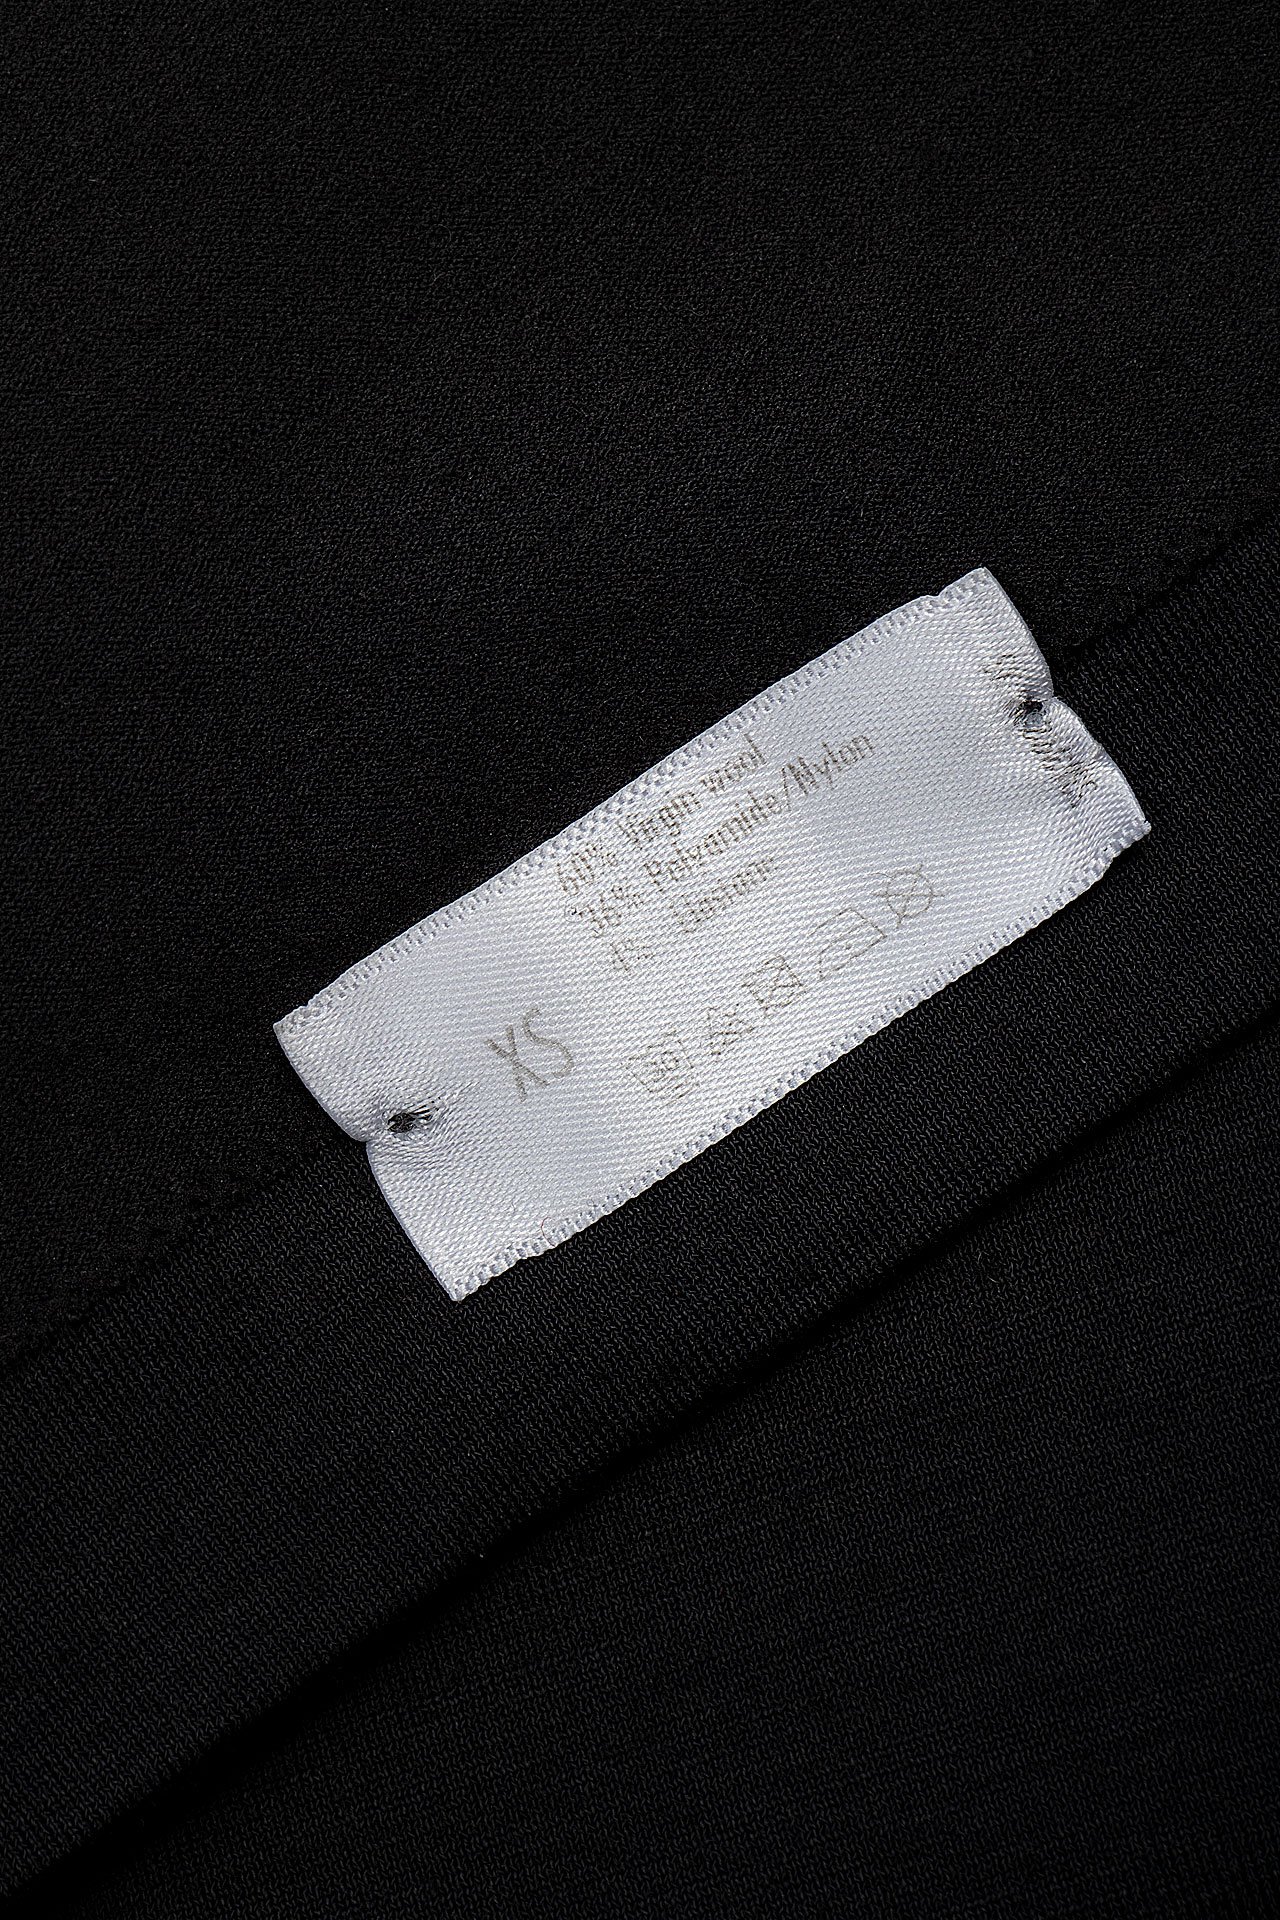 60% Virgin wool
36% Polyamide/Nylon
4% Elastane
XS